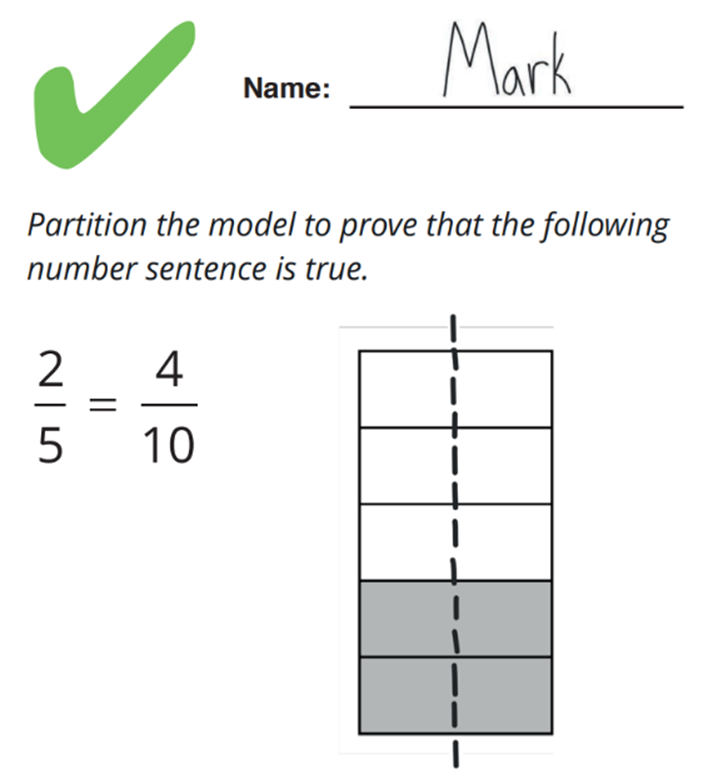 Name: Mark
Partition the model to prove that the following
number sentence is true.
2/5 = 4/10